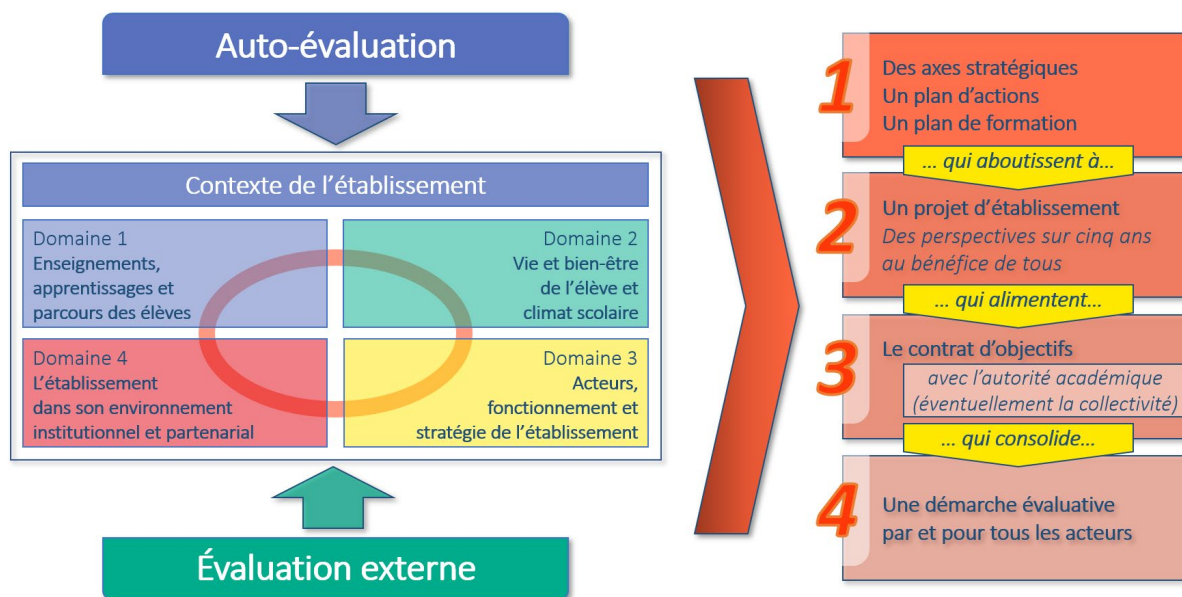 Auto-évaluation
Contexte de l'établissement
Domaine 1
Enseignements,
apprentissages et
parcours des élèves
Domaine 2
Vie et bien-être
de l'élève et
climat scolaire
Domaine 4
L'établissement
dans son environnement
institutionnel et partenarial
Domaine 3
Acteurs,
fonctionnement et
stratégie de l'établissement
Évaluation externe
1
Des axes stratégiques
Un plan d'actions
Un plan de formation
... qui aboutissent à...
2
Un projet d'établissement
Des perspectives sur cinq ans
au bénéfice de tous
... qui alimentent...
3
Le contrat d'objectifs
avec l'autorité académique
(éventuellement la collectivité)
... qui consolide...
4
Une démarche évaluative
par et pour tous les acteurs